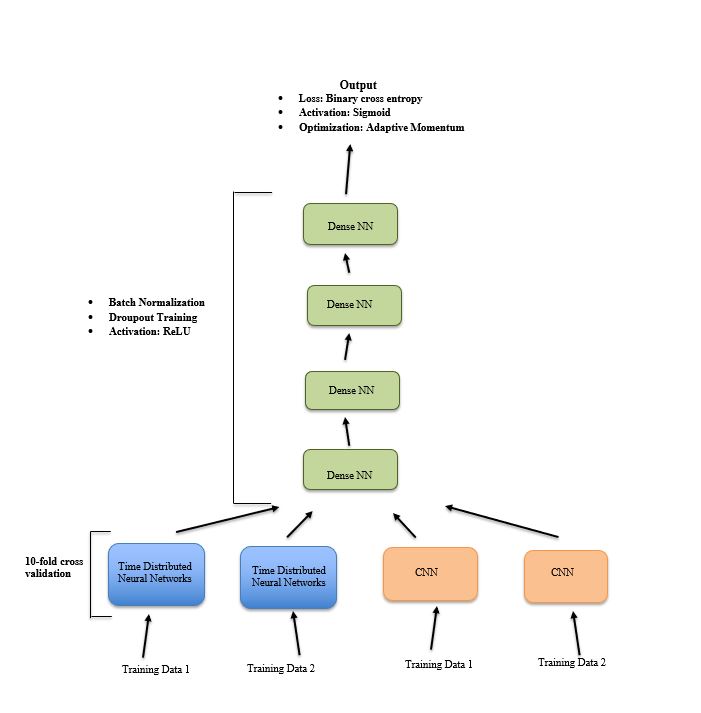 Output
• Loss: Binary cross entropy
• Activation: Sigmoid
• Optimization: Adaptive Momentum
Dense NN
Dense NN
• Batch Normalization
• Droupout Training
• Activation: ReLU
Dense NN
Dense NN
10-fold cross
validation
Time Distributed
Neural Networks
Time Distributed
Neural Networks
CNN
CNN
Training Data 1
Training Data 2
Training Data 1
Training Data 2